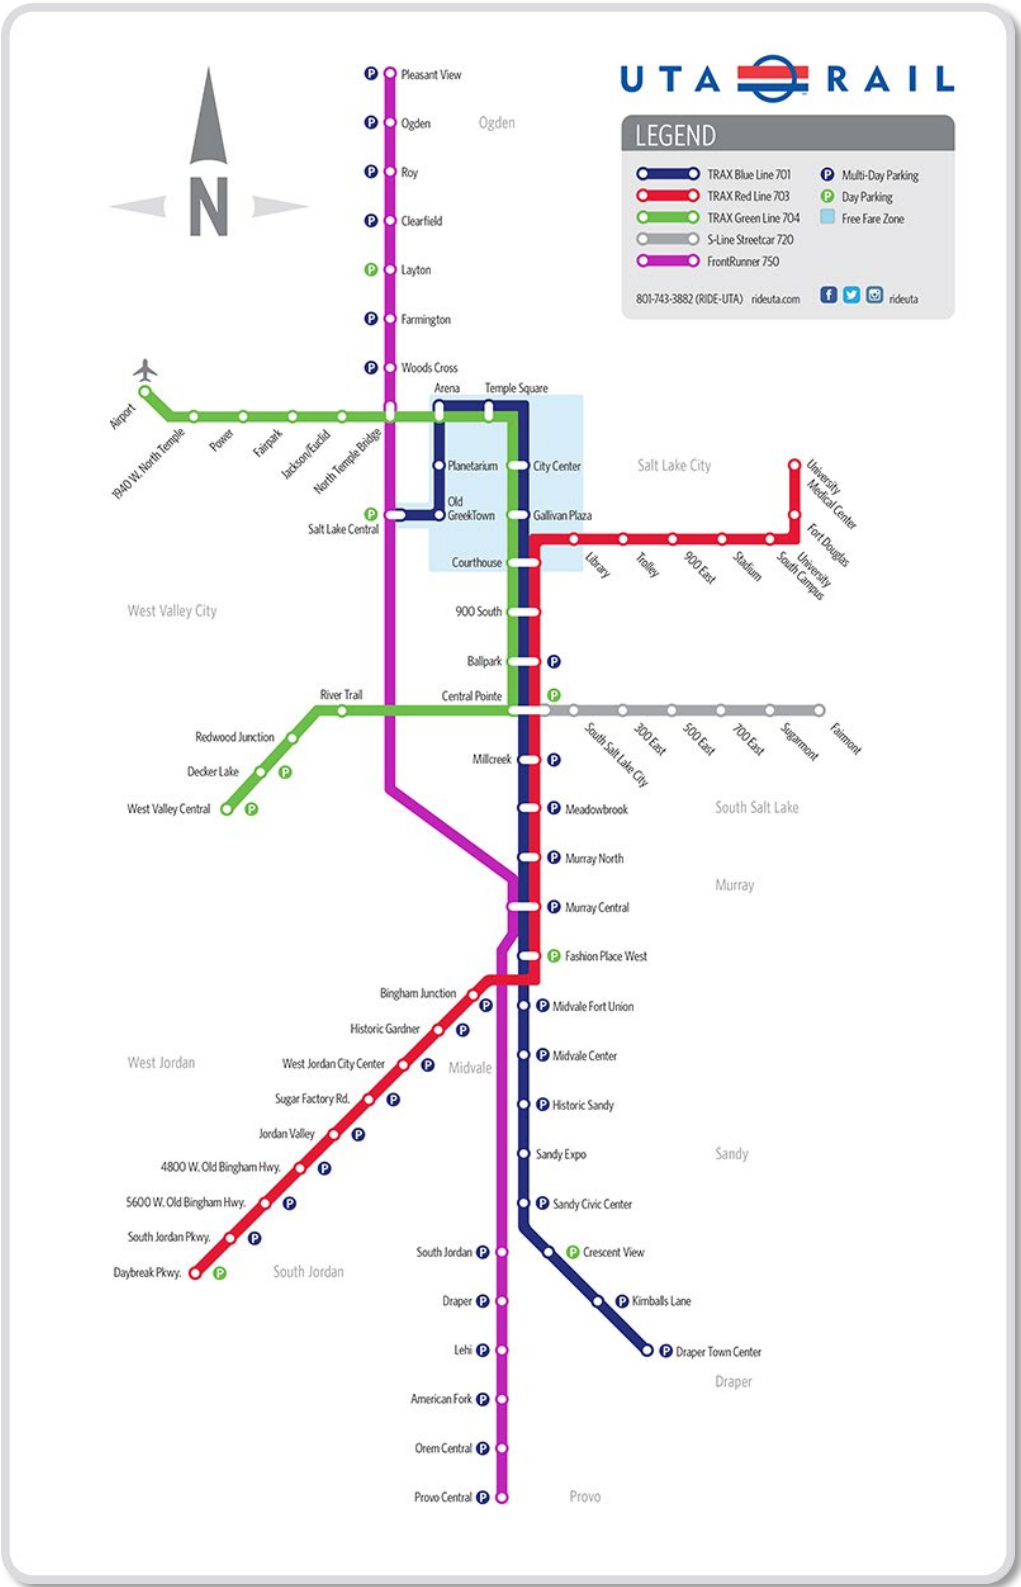 UTA RAIL
LEGEND
TRAX Blue Line 701
TRAX Red Line 703
TRAX Green Line 704
S-Line Streetcar 720
FrontRunner 750
P Multi-Day Parking
P Day Parking
Free Fare Zone
801-743-3882 (RIDE-UTA) rideuta.com
rideuta
N
P Pleasant View
P Ogden
Ogden
P Roy
P Clearfield
P Layton
P Farmington
P Woods Cross
Arena
Temple Square
Airport
1940 W. North Temple
Power
Fairpark
Jackson/Euclid
North Temple Bridge
Planetarium
City Center
Salt Lake City
Old
GreekTown
Gallivan Plaza
P
Salt Lake Central
Courthouse
University
Medical Center
Fort Douglas
University
South Campus
Stadium
900 East
Trolley
Library
West Valley City
900 South
Ballpark P
Central Pointe P
River Trail
Redwood Junction
Decker Lake P
West Valley Central P
South Salt Lake City
300 East
500 East
700 East
Sugarmont
Fairmont
Millcreek P
P Meadowbrook
South Salt Lake
P Murray North
Murray
P Murray Central
P Fashion Place West
Bingham Junction P
P Midvale Fort Union
Historic Gardner P
P Midvale Center
West Jordan
West Jordan City Center P
Midvale
Sugar Factory Rd. P
P Historic Sandy
Jordan Valley P
Sandy Expo
Sandy
4800 W. Old Bingham Hwy. P
5600 W. Old Bingham Hwy. P
P Sandy Civic Center
South Jordan Pkwy. P
South Jordan P
P Crescent View
Daybreak Pkwy. P
South Jordan
Draper P
P Kimballs Lane
Lehi P
P Draper Town Center
Draper
American Fork P
Orem Central P
Provo Central P
Provo